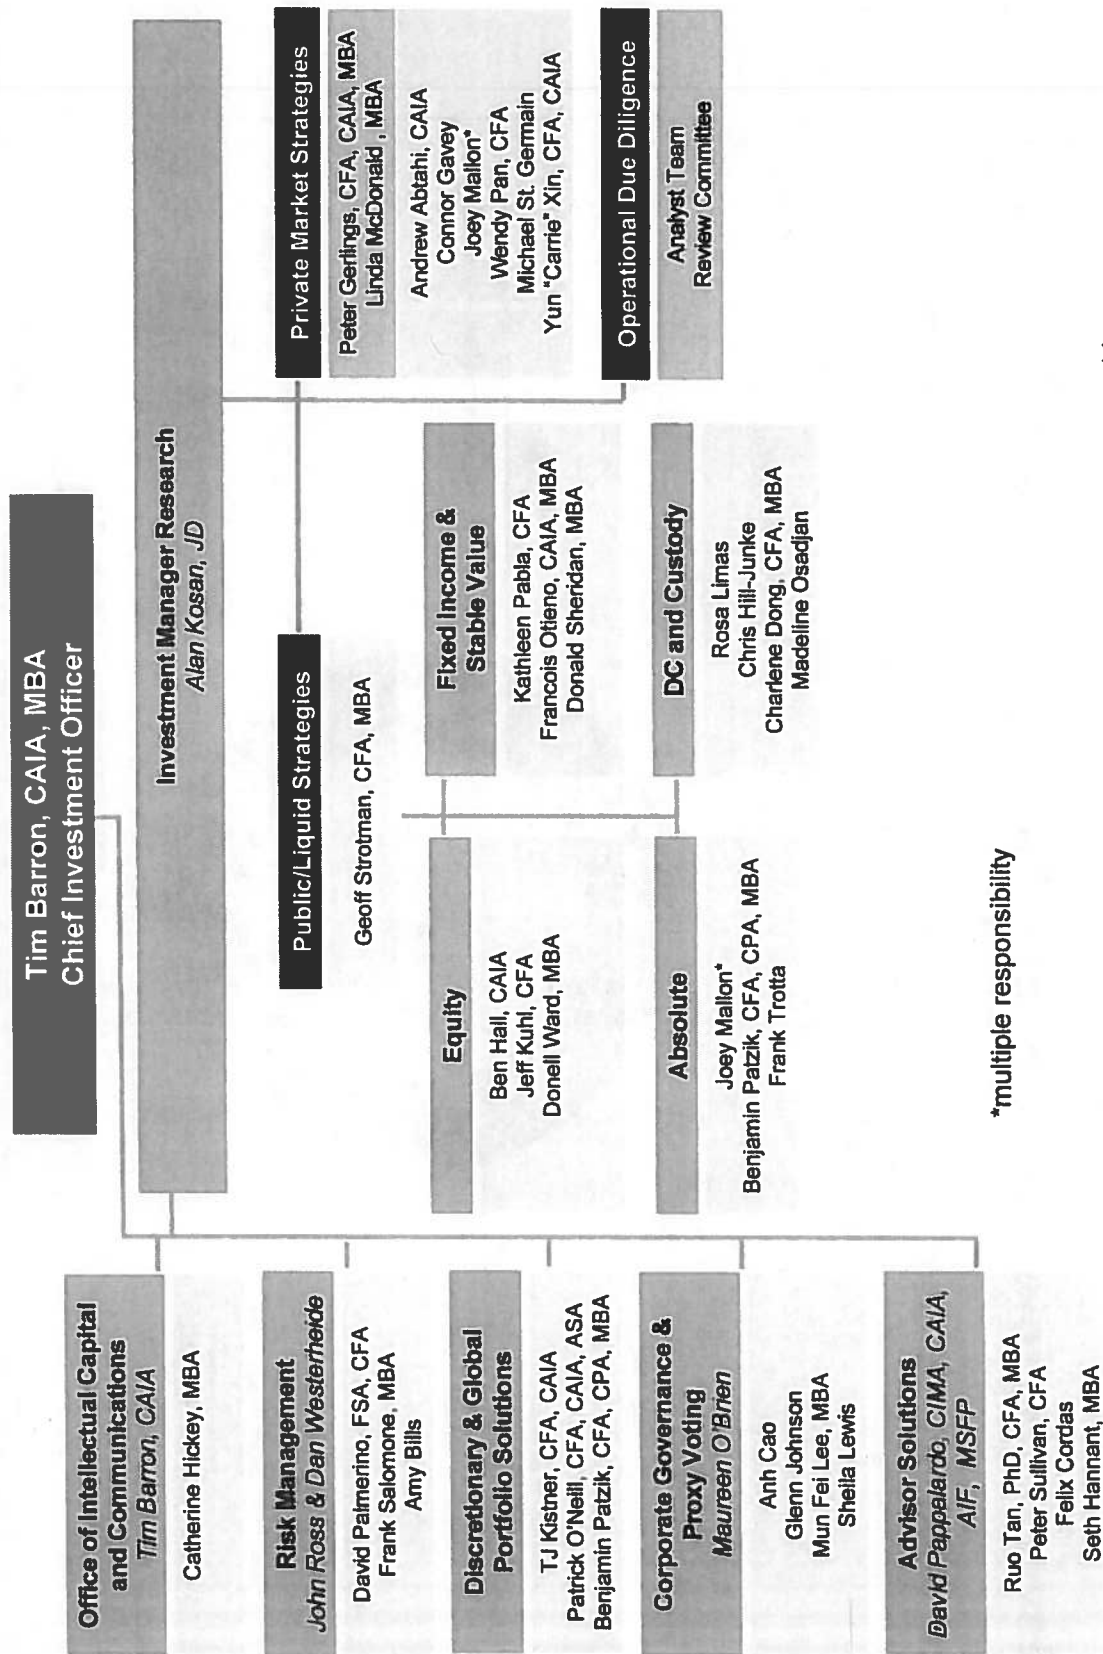 Tim Barron, CAIA, MBA
Chief Investment Officer
Office of Intellectual Capital
and Communications
Tim Barron, CAIA
Catherine Hickey, MBA
Risk Management
John Ross & Dan Westerheide
David Palmerino, FSA, CFA
Frank Salomone, MBA
Amy Bills
Discretionary & Global
Portfolio Solutions
TJ Kistner, CFA, CAIA
Patrick O'Neill, CFA, CAIA, ASA
Benjamin Patzik, CFA, CPA, MBA
Corporate Governance &
Proxy Voting
Maureen O'Brien
Anh Cao
Glenn Johnson
Mun Fei Lee, MBA
Sheila Lewis
Advisor Solutions
David Pappalardo, CIMA, CAIA,
AIF, MSFP
Ruo Tan, PhD, CFA, MBA
Peter Sullivan, CFA
Felix Cordas
Seth Hannant, MBA
Investment Manager Research
Alan Kosan, JD
Public/Liquid Strategies
Geoff Strotman, CFA, MBA
Equity
Ben Hall, CAIA
Jeff Kuhl, CFA
Donell Ward, MBA
Fixed Income &
Stable Value
Kathleen Pabla, CFA
Francois Otieno, CAIA, MBA
Donald Sheridan, MBA
Absolute
Joey Mallon*
Benjamin Patzik, CFA, CPA, MBA
Frank Trotta
DC and Custody
Rosa Limas
Chris Hill-Junke
Charlene Dong, CFA, MBA
Madeline Osadjan
Private Market Strategies
Peter Gerlings, CFA, CAIA, MBA
Linda McDonald , MBA
Andrew Abtahi, CAIA
Connor Gavey
Joey Mallon*
Wendy Pan, CFA
Michael St. Germain
Yun "Carrie" Xin, CFA, CAIA
Operational Due Diligence
Analyst Team
Review Committee
*multiple responsibility